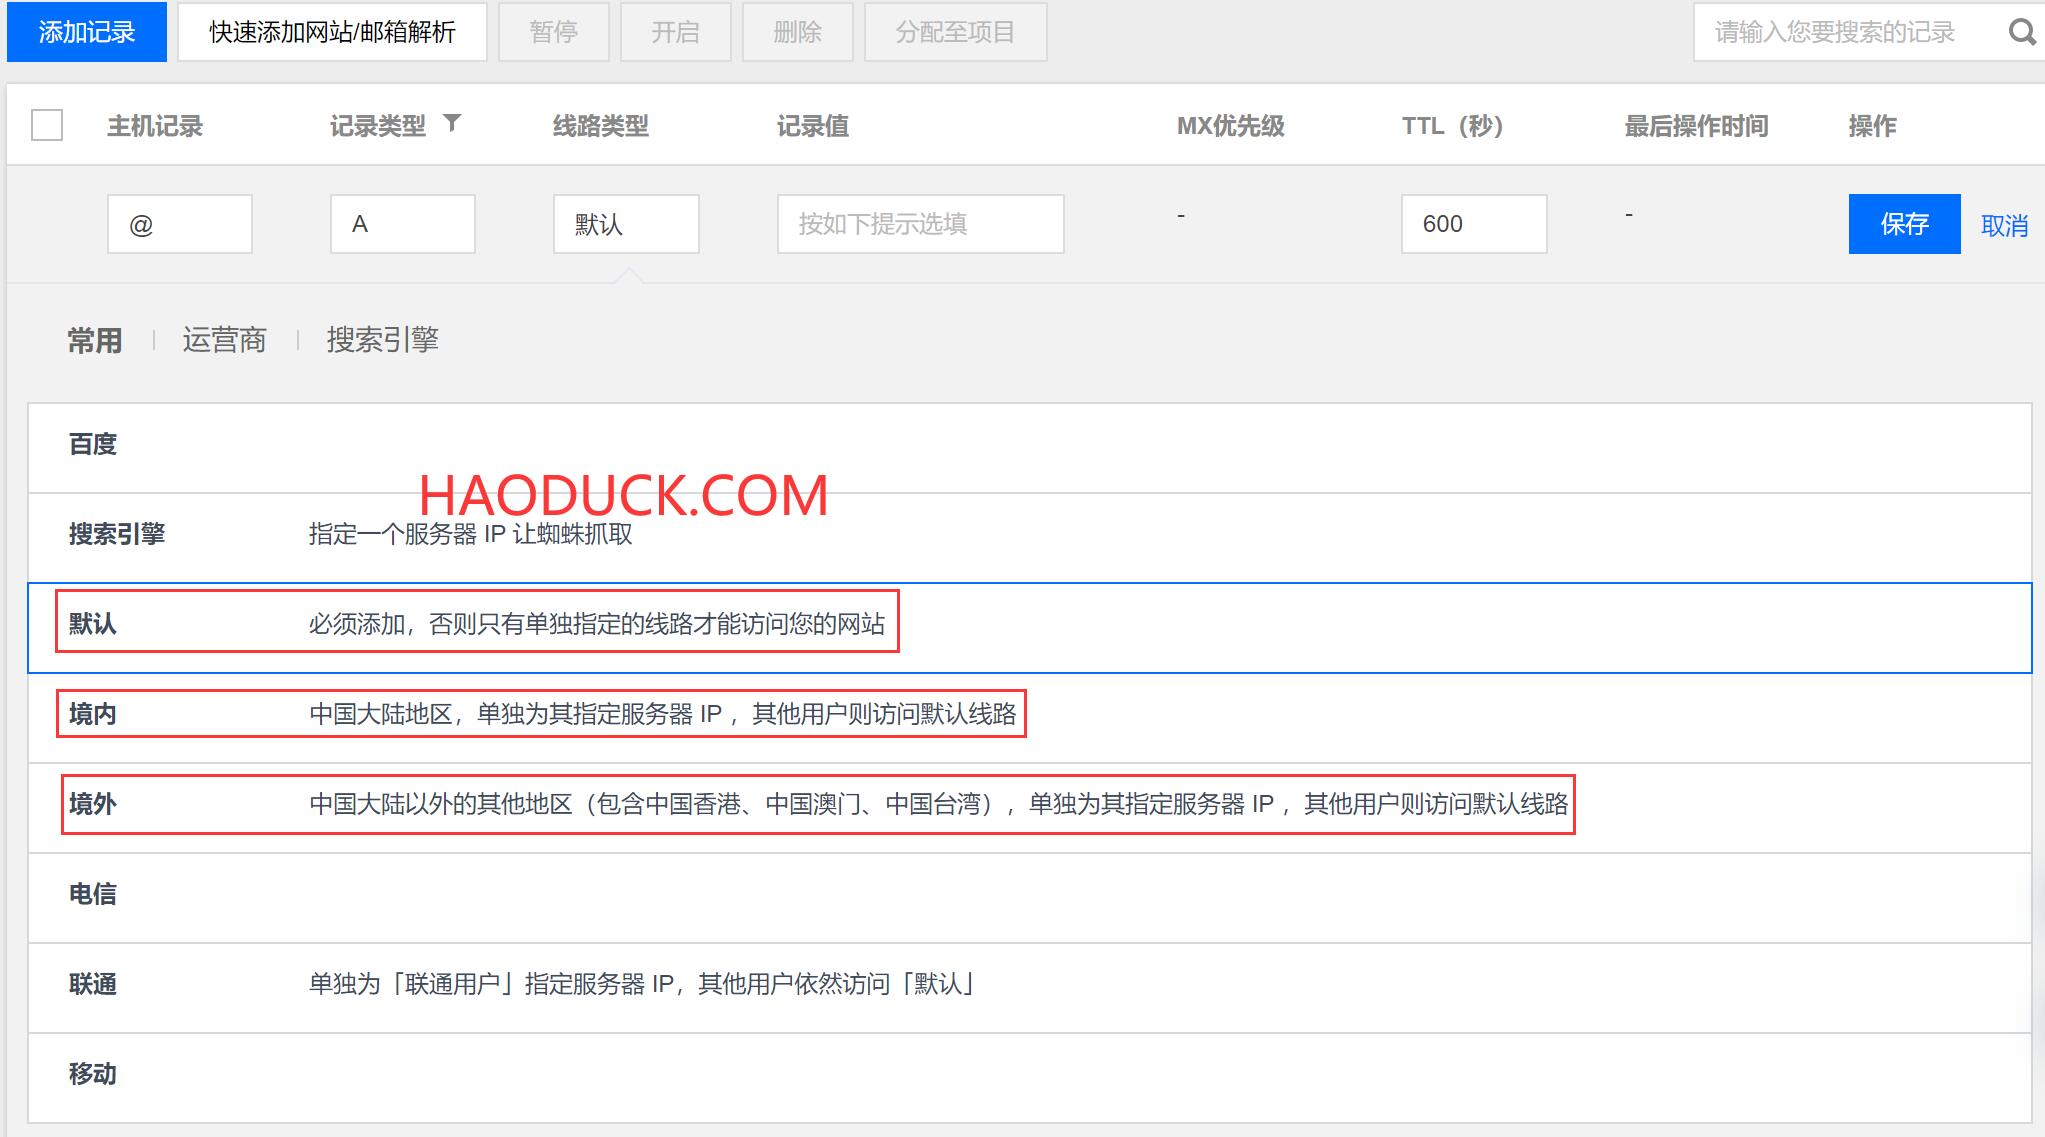 添加记录 快速添加网站/邮箱解析 暂停 开启 删除 分配至项目 请输入您要搜索的记录
主机记录 记录类型 线路类型 记录值 MX优先级 TTL（秒） 最后操作时间 操作
@ A 默认 按如下提示选填 - 600 - 保存 取消
常用 运营商 搜索引擎
百度
HAODUCK.COM
搜索引擎 指定一个服务器 IP 让蜘蛛抓取
默认 必须添加，否则只有单独指定的线路才能访问您的网站
境内 中国大陆地区，单独为其指定服务器 IP ，其他用户则访问默认线路
境外 中国大陆以外的其他地区（包含中国香港、中国澳门、中国台湾），单独为其指定服务器 IP ，其他用户则访问默认线路
电信
联通 单独为「联通用户」指定服务器 IP，其他用户依然访问「默认」
移动